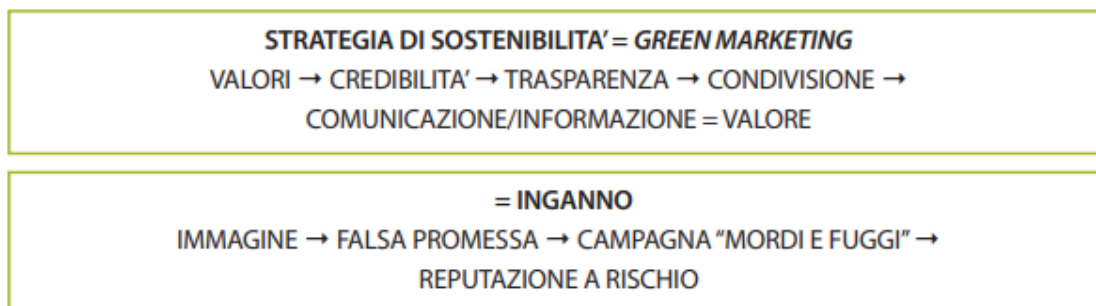 STRATEGIA DI SOSTENIBILITA’ = GREEN MARKETING
VALORI → CREDIBILITA’ → TRASPARENZA → CONDIVISIONE →
COMUNICAZIONE/INFORMAZIONE = VALORE
= INGANNO
IMMAGINE → FALSA PROMESSA → CAMPAGNA “MORDI E FUGGI” →
REPUTAZIONE A RISCHIO